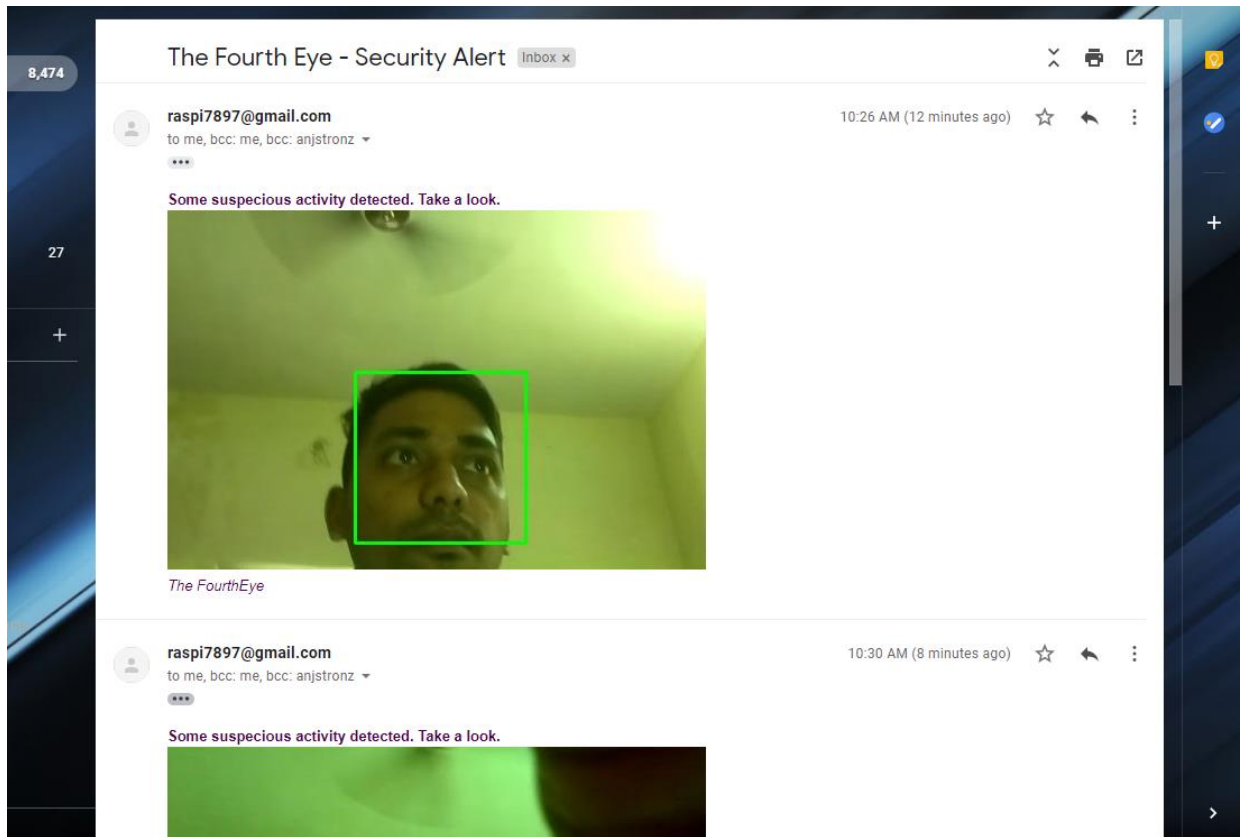 The Fourth Eye - Security Alert Inbox x
8,474
raspi7897@gmail.com 10:26 AM (12 minutes ago)
to me, bcc: me, bcc: anjstronz
Some suspecious activity detected. Take a look.
27
The FourthEye
raspi7897@gmail.com 10:30 AM (8 minutes ago)
to me, bcc: me, bcc: anjstronz
Some suspecious activity detected. Take a look.